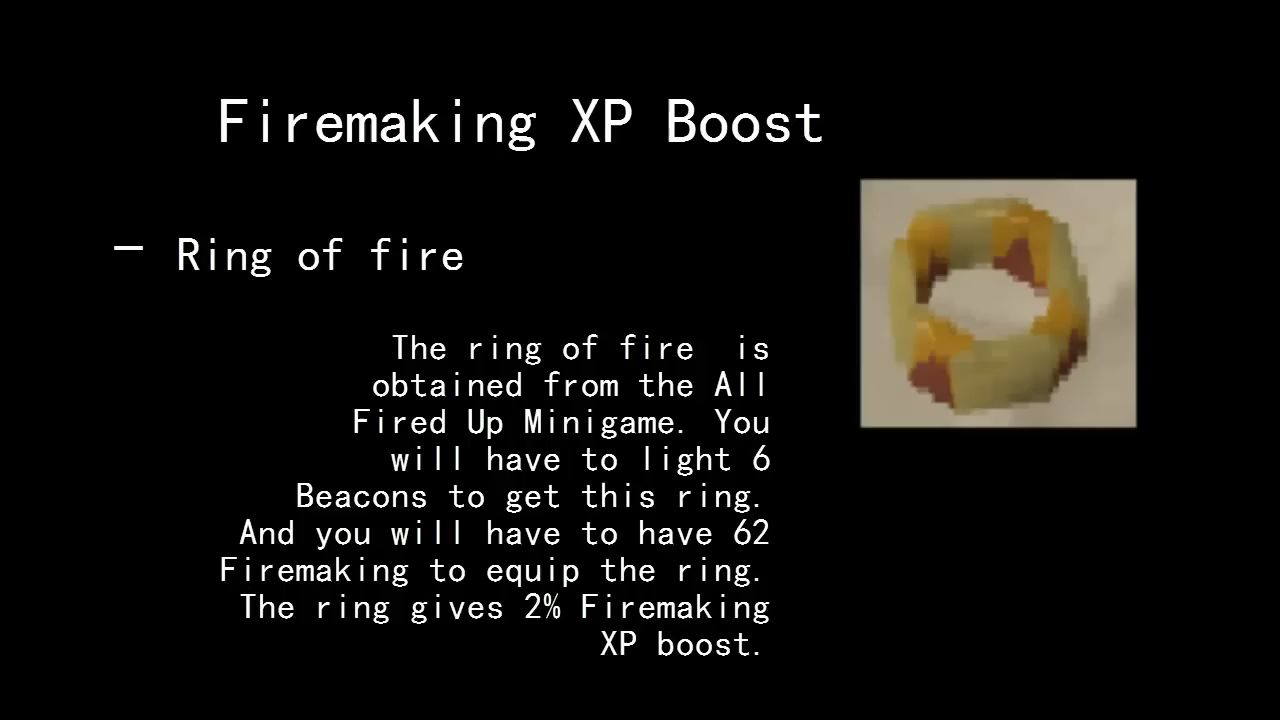 Firemaking XP Boost
- Ring of fire
The ring of fire  is
obtained from the All
Fired Up Minigame. You
will have to light 6
Beacons to get this ring.
And you will have to have 62
Firemaking to equip the ring.
The ring gives 2% Firemaking
XP boost.